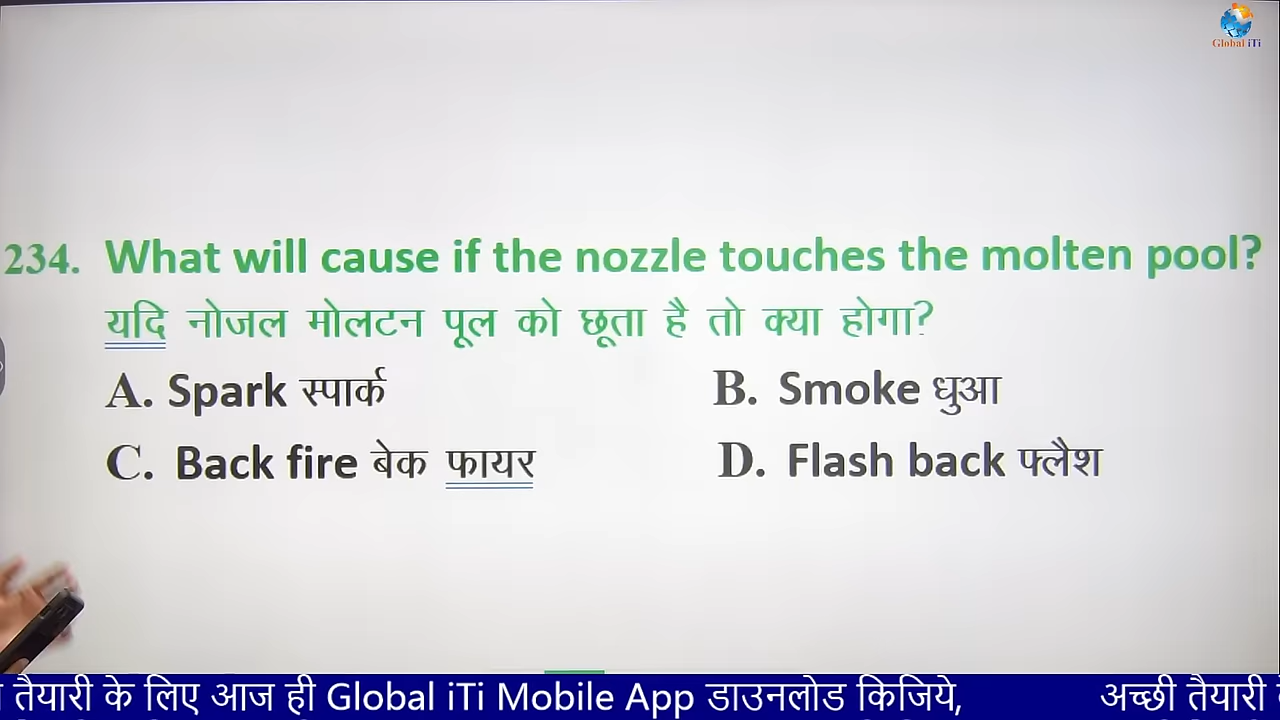 Global iTi
234. What will cause if the nozzle touches the molten pool?
यदि नोजल मोलटन पूल को छूता है तो क्या होगा?
A. Spark स्पार्क
B. Smoke धुआ
C. Back fire बेक फायर
D. Flash back फ्लैश
तैयारी के लिए आज ही Global iTi Mobile App डाउनलोड किजिये, अच्छी तैयारी